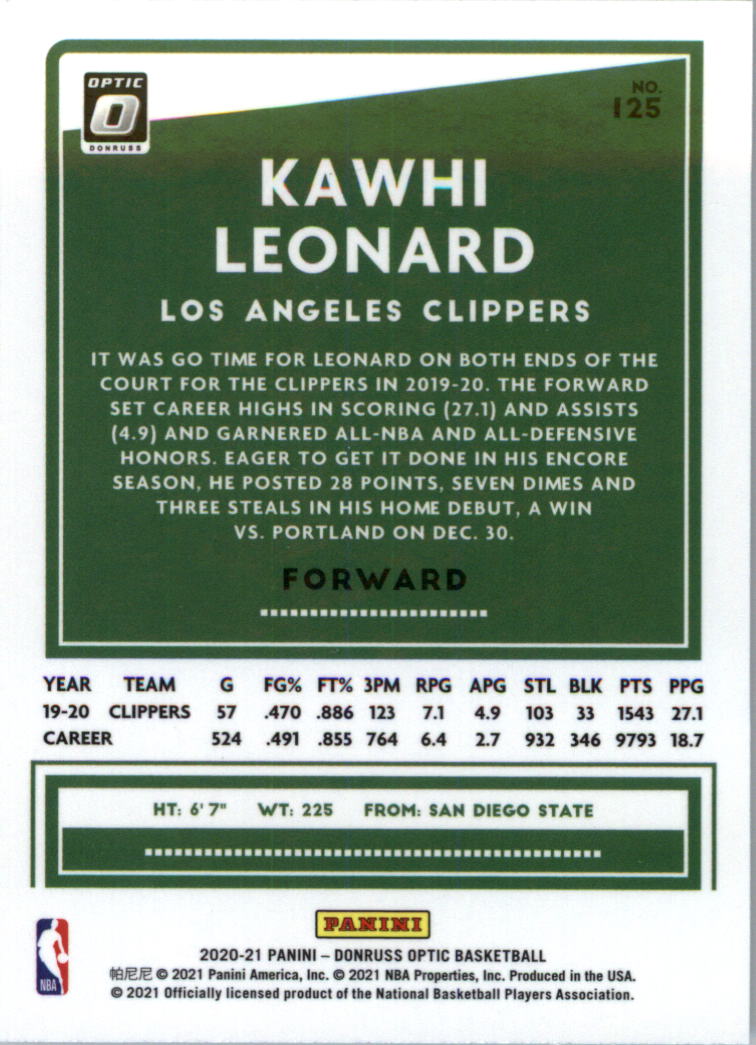 OPTIC
O
DONRUSS
NO.
125
KAWHI
LEONARD
LOS ANGELES CLIPPERS
IT WAS GO TIME FOR LEONARD ON BOTH ENDS OF THE
COURT FOR THE CLIPPERS IN 2019-20. THE FORWARD
SET CAREER HIGHS IN SCORING (27.1) AND ASSISTS
(4.9) AND GARNERED ALL-NBA AND ALL-DEFENSIVE
HONORS. EAGER TO GET IT DONE IN HIS ENCORE
SEASON, HE POSTED 28 POINTS, SEVEN DIMES AND
THREE STEALS IN HIS HOME DEBUT, A WIN
VS. PORTLAND ON DEC. 30.
FORWARD
YEAR TEAM G FG% FT% 3PM RPG APG STL BLK PTS PPG
19-20 CLIPPERS 57 .470 .886 123 7.1 4.9 103 33 1543 27.1
CAREER 524 .491 .855 764 6.4 2.7 932 346 9793 18.7
HT: 6' 7" WT: 225 FROM: SAN DIEGO STATE
PANINI
NBA
2020-21 PANINI – DONRUSS OPTIC BASKETBALL
帕尼尼 © 2021 Panini America, Inc. © 2021 NBA Properties, Inc. Produced in the USA.
© 2021 Officially licensed product of the National Basketball Players Association.